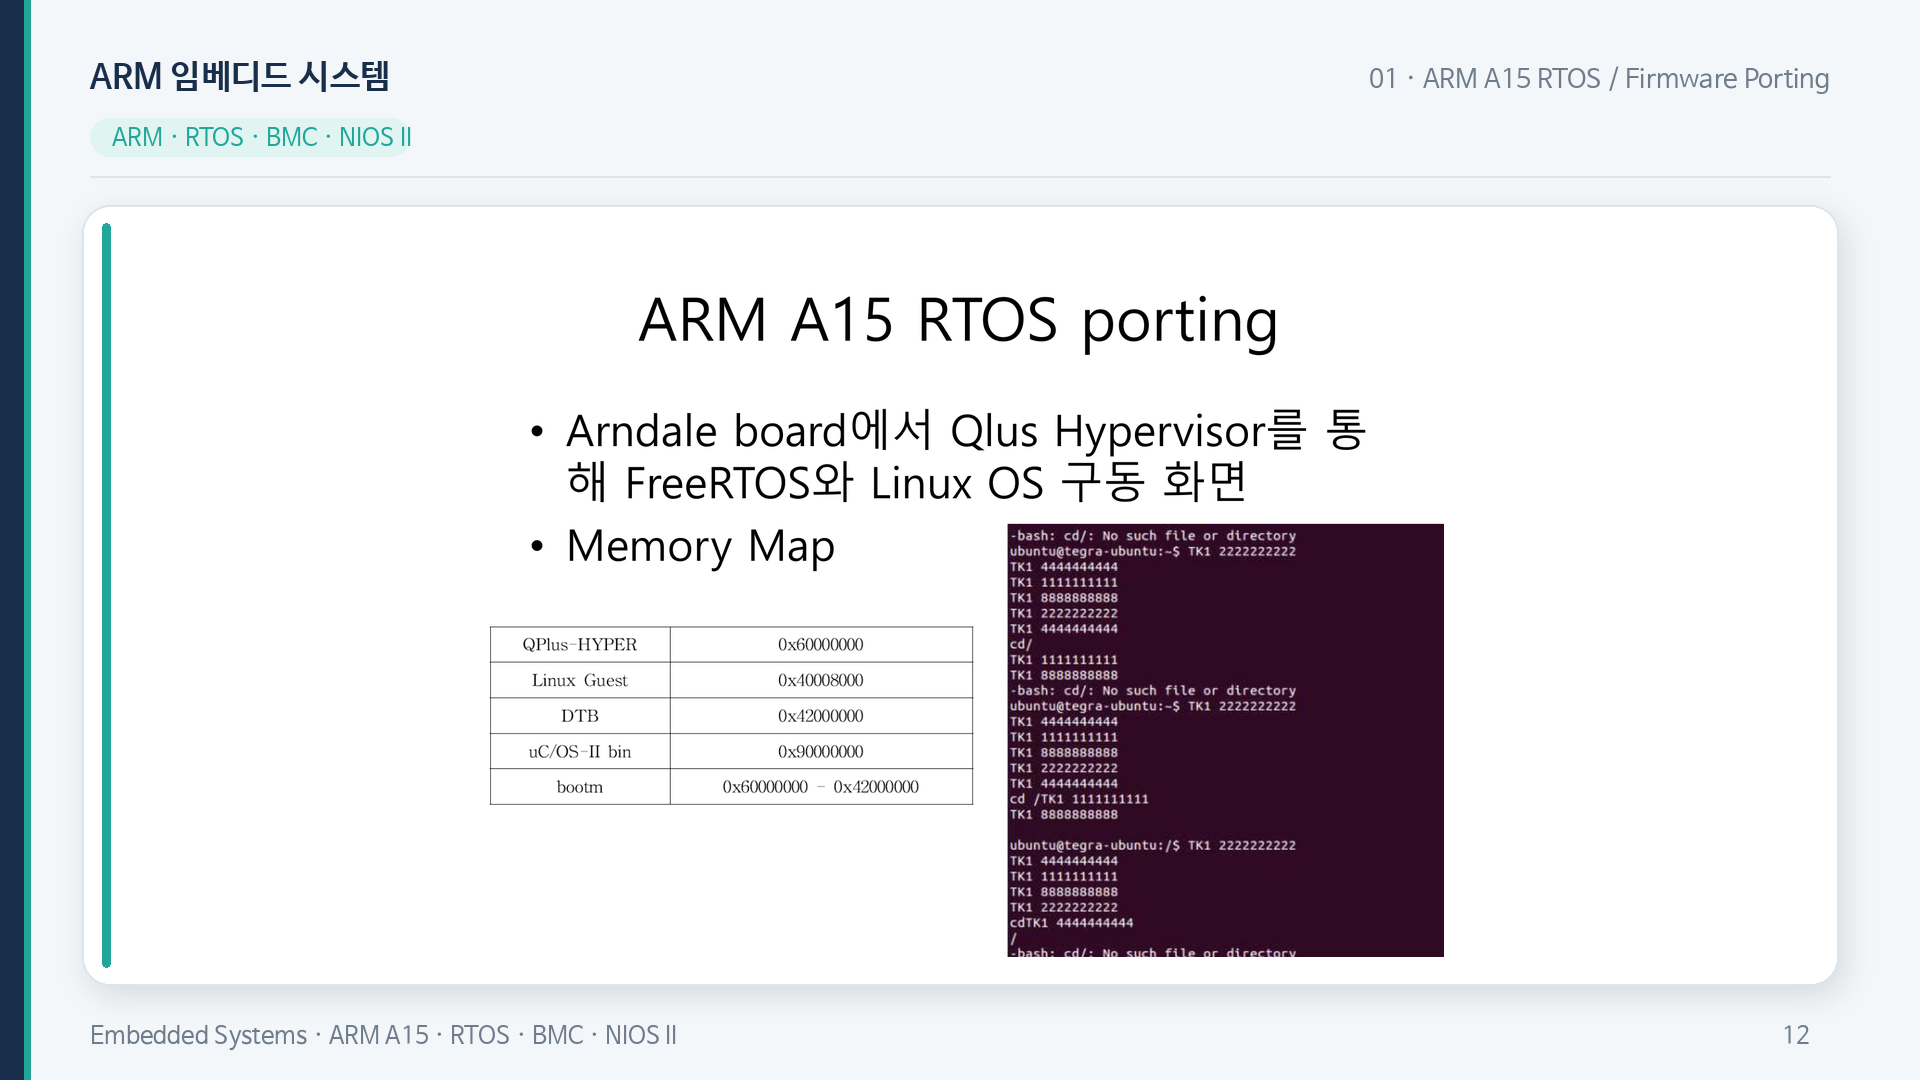 ARM 임베디드 시스템
01 · ARM A15 RTOS / Firmware Porting
ARM · RTOS · BMC · NIOS II
ARM A15 RTOS porting
• Arndale board에서 Qlus Hypervisor를 통
해 FreeRTOS와 Linux OS 구동 화면
• Memory Map
QPlus-HYPER 0x60000000
Linux Guest 0x40008000
DTB 0x42000000
uC/OS-II bin 0x90000000
bootm 0x60000000 - 0x42000000
-bash: cd/: No such file or directory
ubuntu@tegra-ubuntu:~$ TK1 2222222222
TK1 4444444444
TK1 1111111111
TK1 8888888888
TK1 2222222222
TK1 4444444444
cd/
TK1 1111111111
TK1 8888888888
-bash: cd/: No such file or directory
ubuntu@tegra-ubuntu:~$ TK1 2222222222
TK1 4444444444
TK1 1111111111
TK1 8888888888
TK1 2222222222
TK1 4444444444
cd /TK1 1111111111
TK1 8888888888
ubuntu@tegra-ubuntu:/$ TK1 2222222222
TK1 4444444444
TK1 1111111111
TK1 8888888888
TK1 2222222222
cdTK1 4444444444
/
-bash: cd/: No such file or directory
Embedded Systems · ARM A15 · RTOS · BMC · NIOS II
12